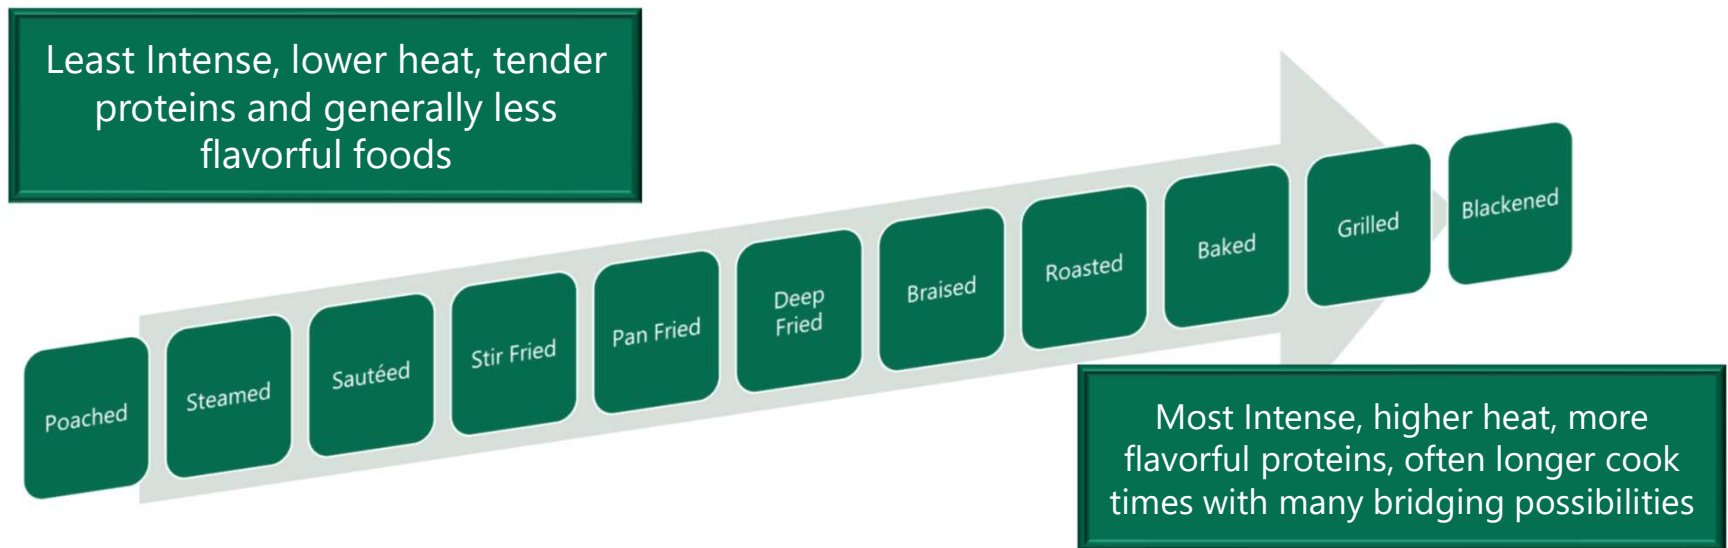 Least Intense, lower heat, tender
proteins and generally less
flavorful foods
Poached
Steamed
Sautéed
Stir Fried
Pan Fried
Deep
Fried
Braised
Roasted
Baked
Grilled
Blackened
Most Intense, higher heat, more
flavorful proteins, often longer cook
times with many bridging possibilities